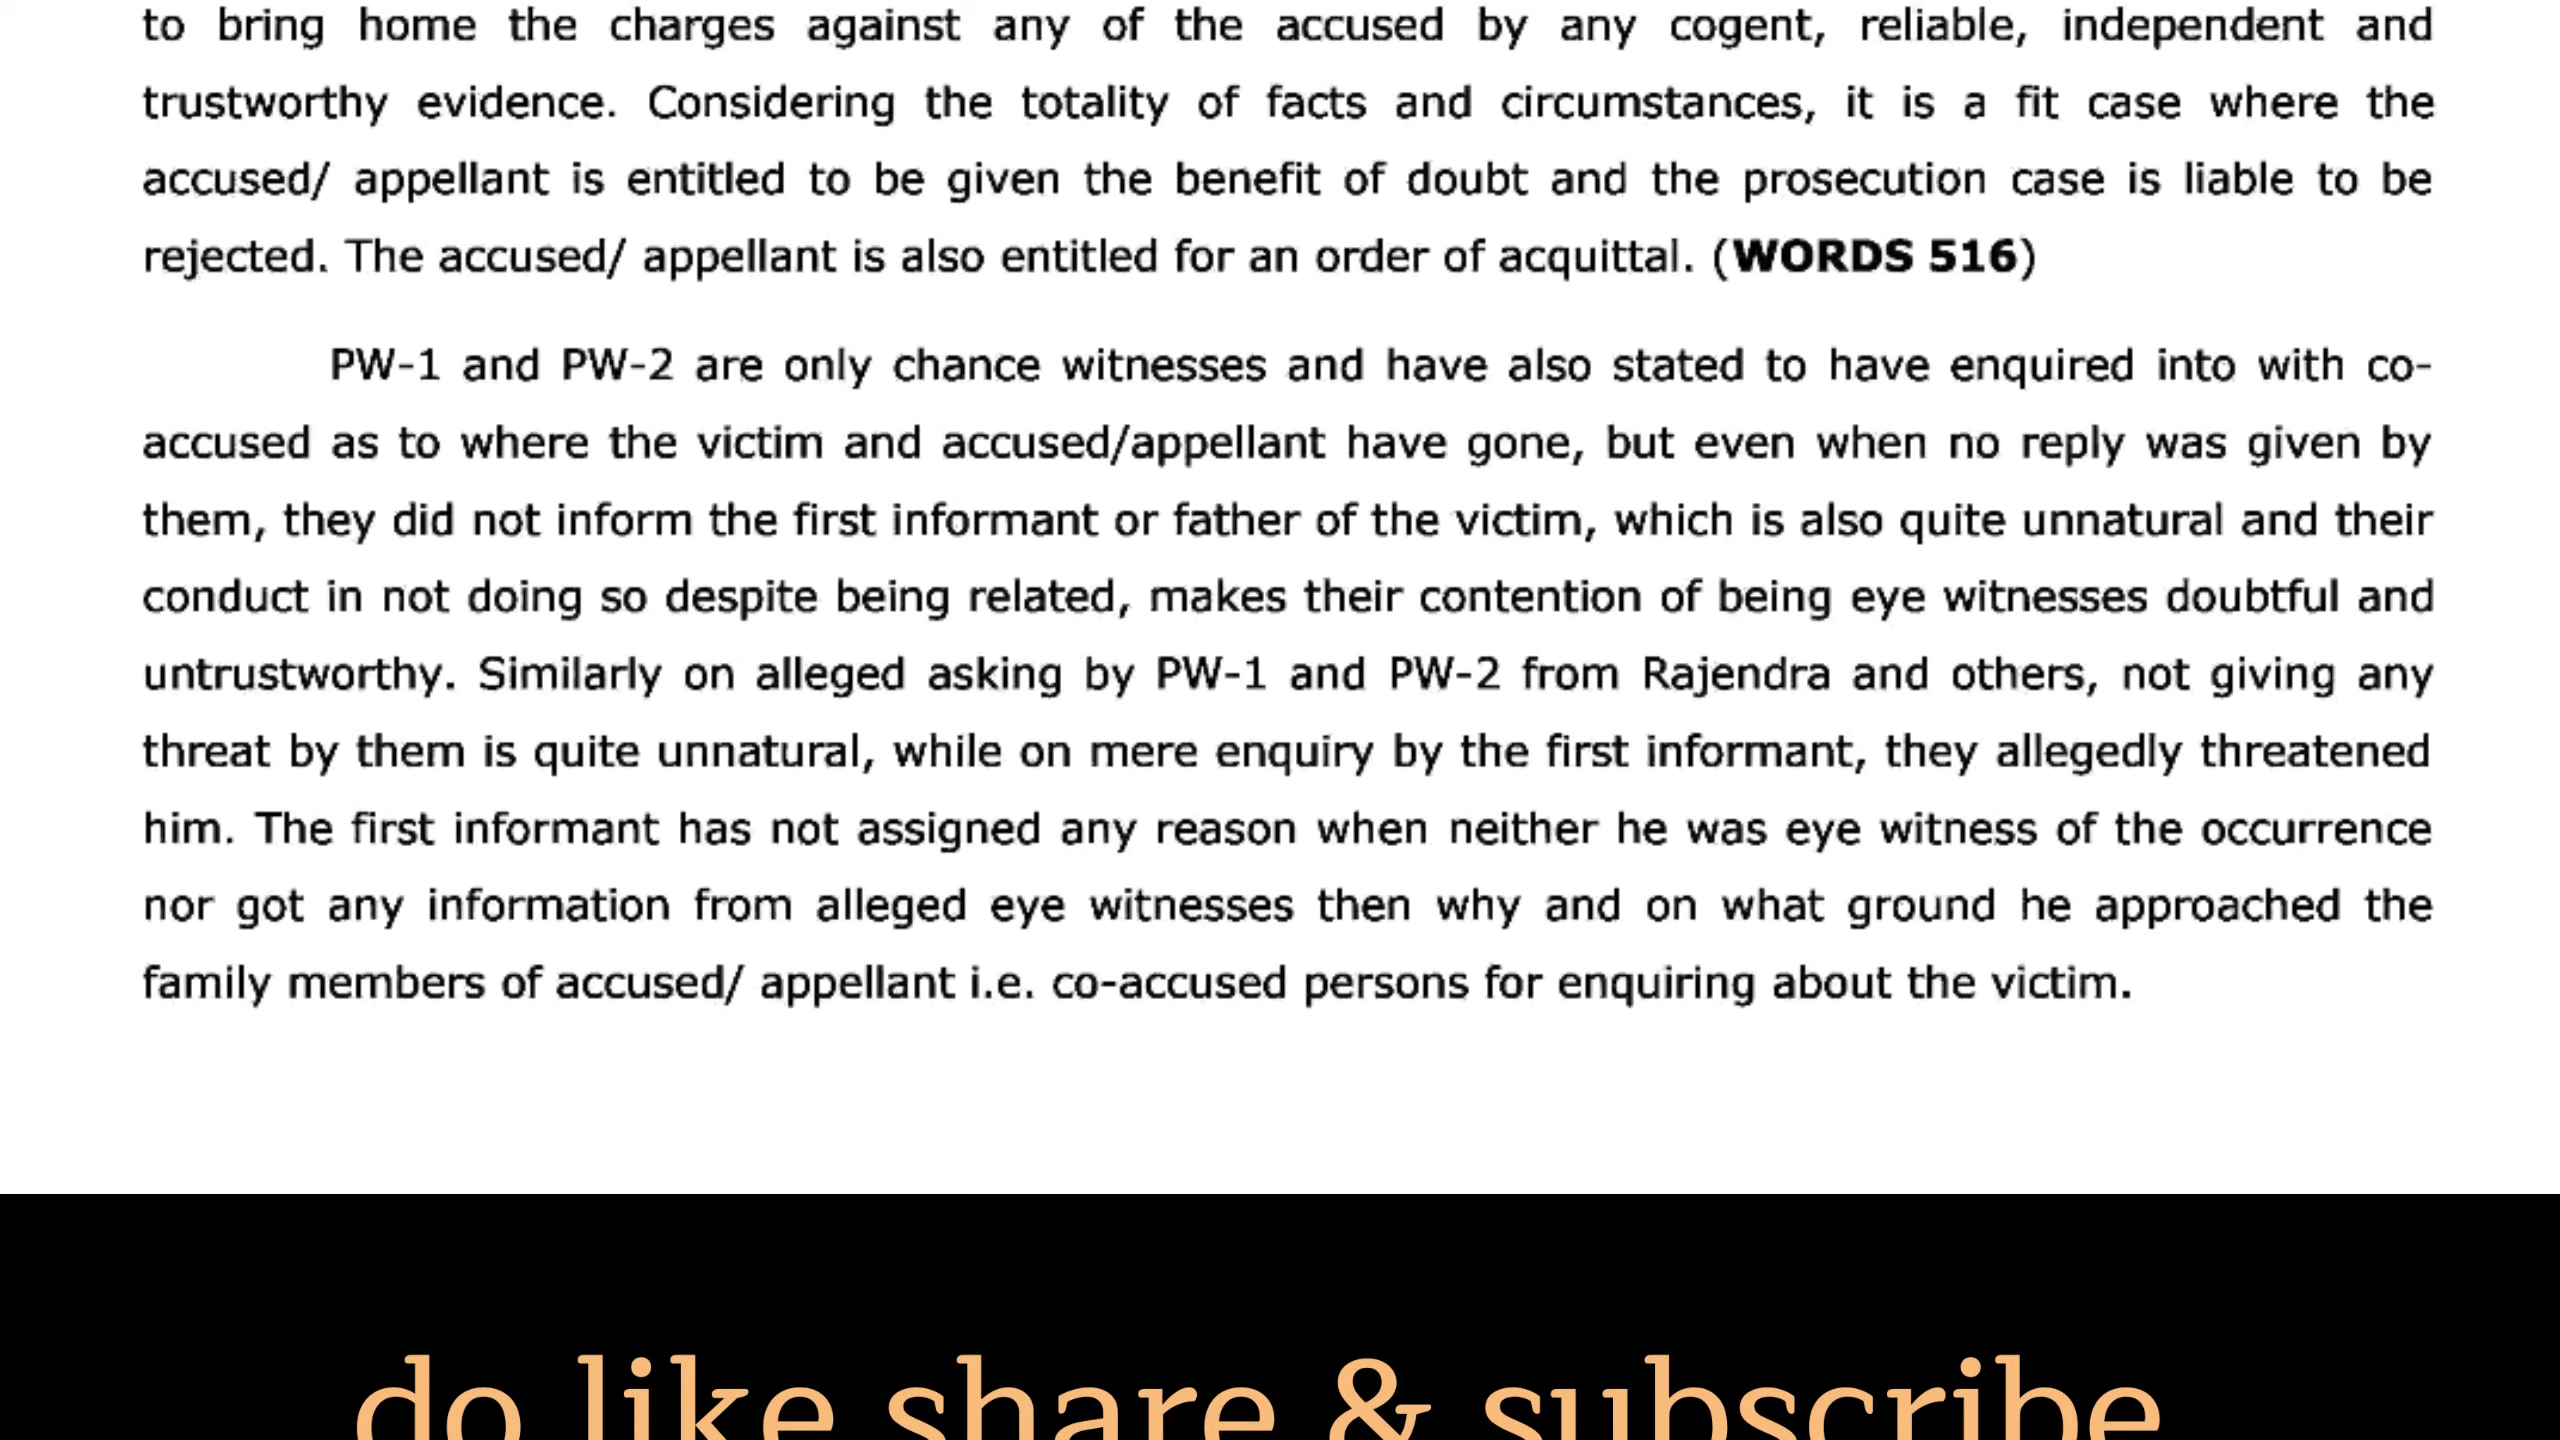 to bring home the charges against any of the accused by any cogent, reliable, independent and
trustworthy evidence. Considering the totality of facts and circumstances, it is a fit case where the
accused/ appellant is entitled to be given the benefit of doubt and the prosecution case is liable to be
rejected. The accused/ appellant is also entitled for an order of acquittal. (WORDS 516)
PW-1 and PW-2 are only chance witnesses and have also stated to have enquired into with co-
accused as to where the victim and accused/appellant have gone, but even when no reply was given by
them, they did not inform the first informant or father of the victim, which is also quite unnatural and their
conduct in not doing so despite being related, makes their contention of being eye witnesses doubtful and
untrustworthy. Similarly on alleged asking by PW-1 and PW-2 from Rajendra and others, not giving any
threat by them is quite unnatural, while on mere enquiry by the first informant, they allegedly threatened
him. The first informant has not assigned any reason when neither he was eye witness of the occurrence
nor got any information from alleged eye witnesses then why and on what ground he approached the
family members of accused/ appellant i.e. co-accused persons for enquiring about the victim.
do like share & subscribe